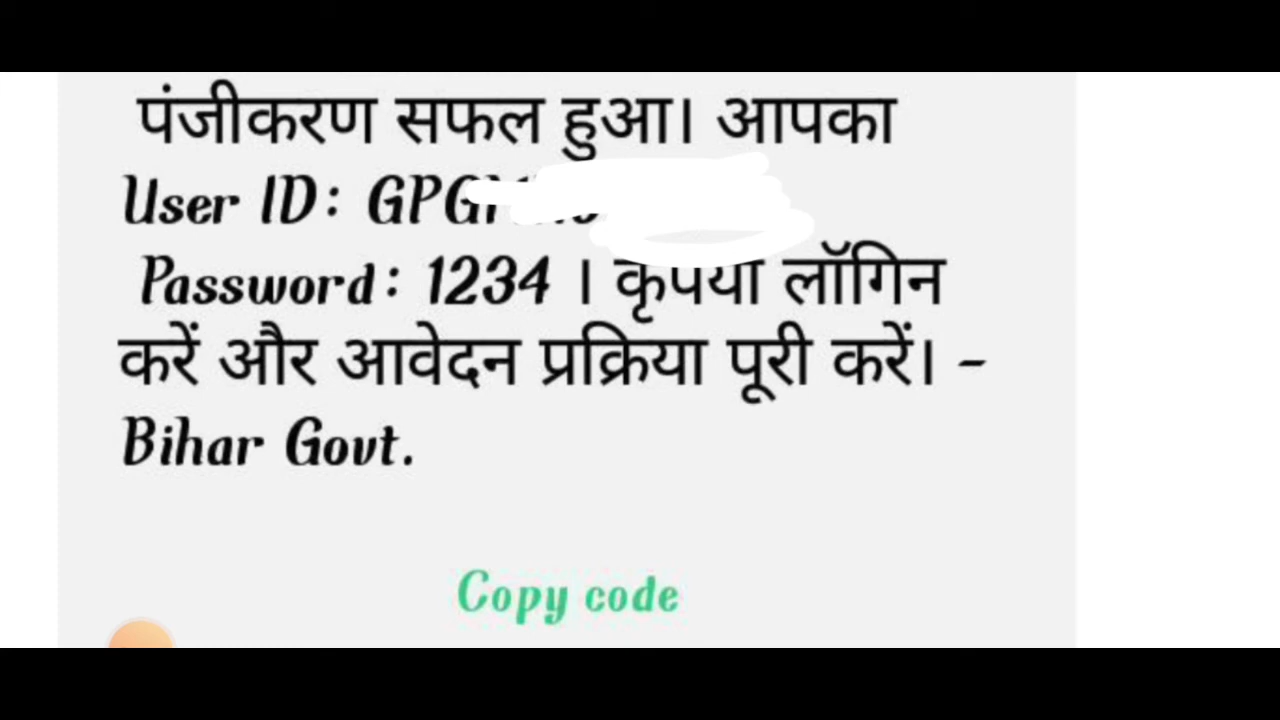 पंजीकरण सफल हुआ। आपका
User ID:
Password: 1234 । कृपया लॉगिन
करें और आवेदन प्रक्रिया पूरी करें। -
Bihar Govt.
Copy code